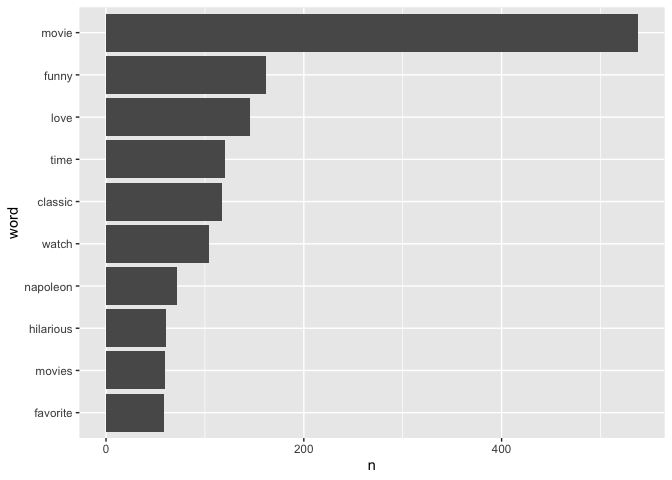 movie
funny
love
time
classic
watch
napoleon
hilarious
movies
favorite
word
0 200 400
n